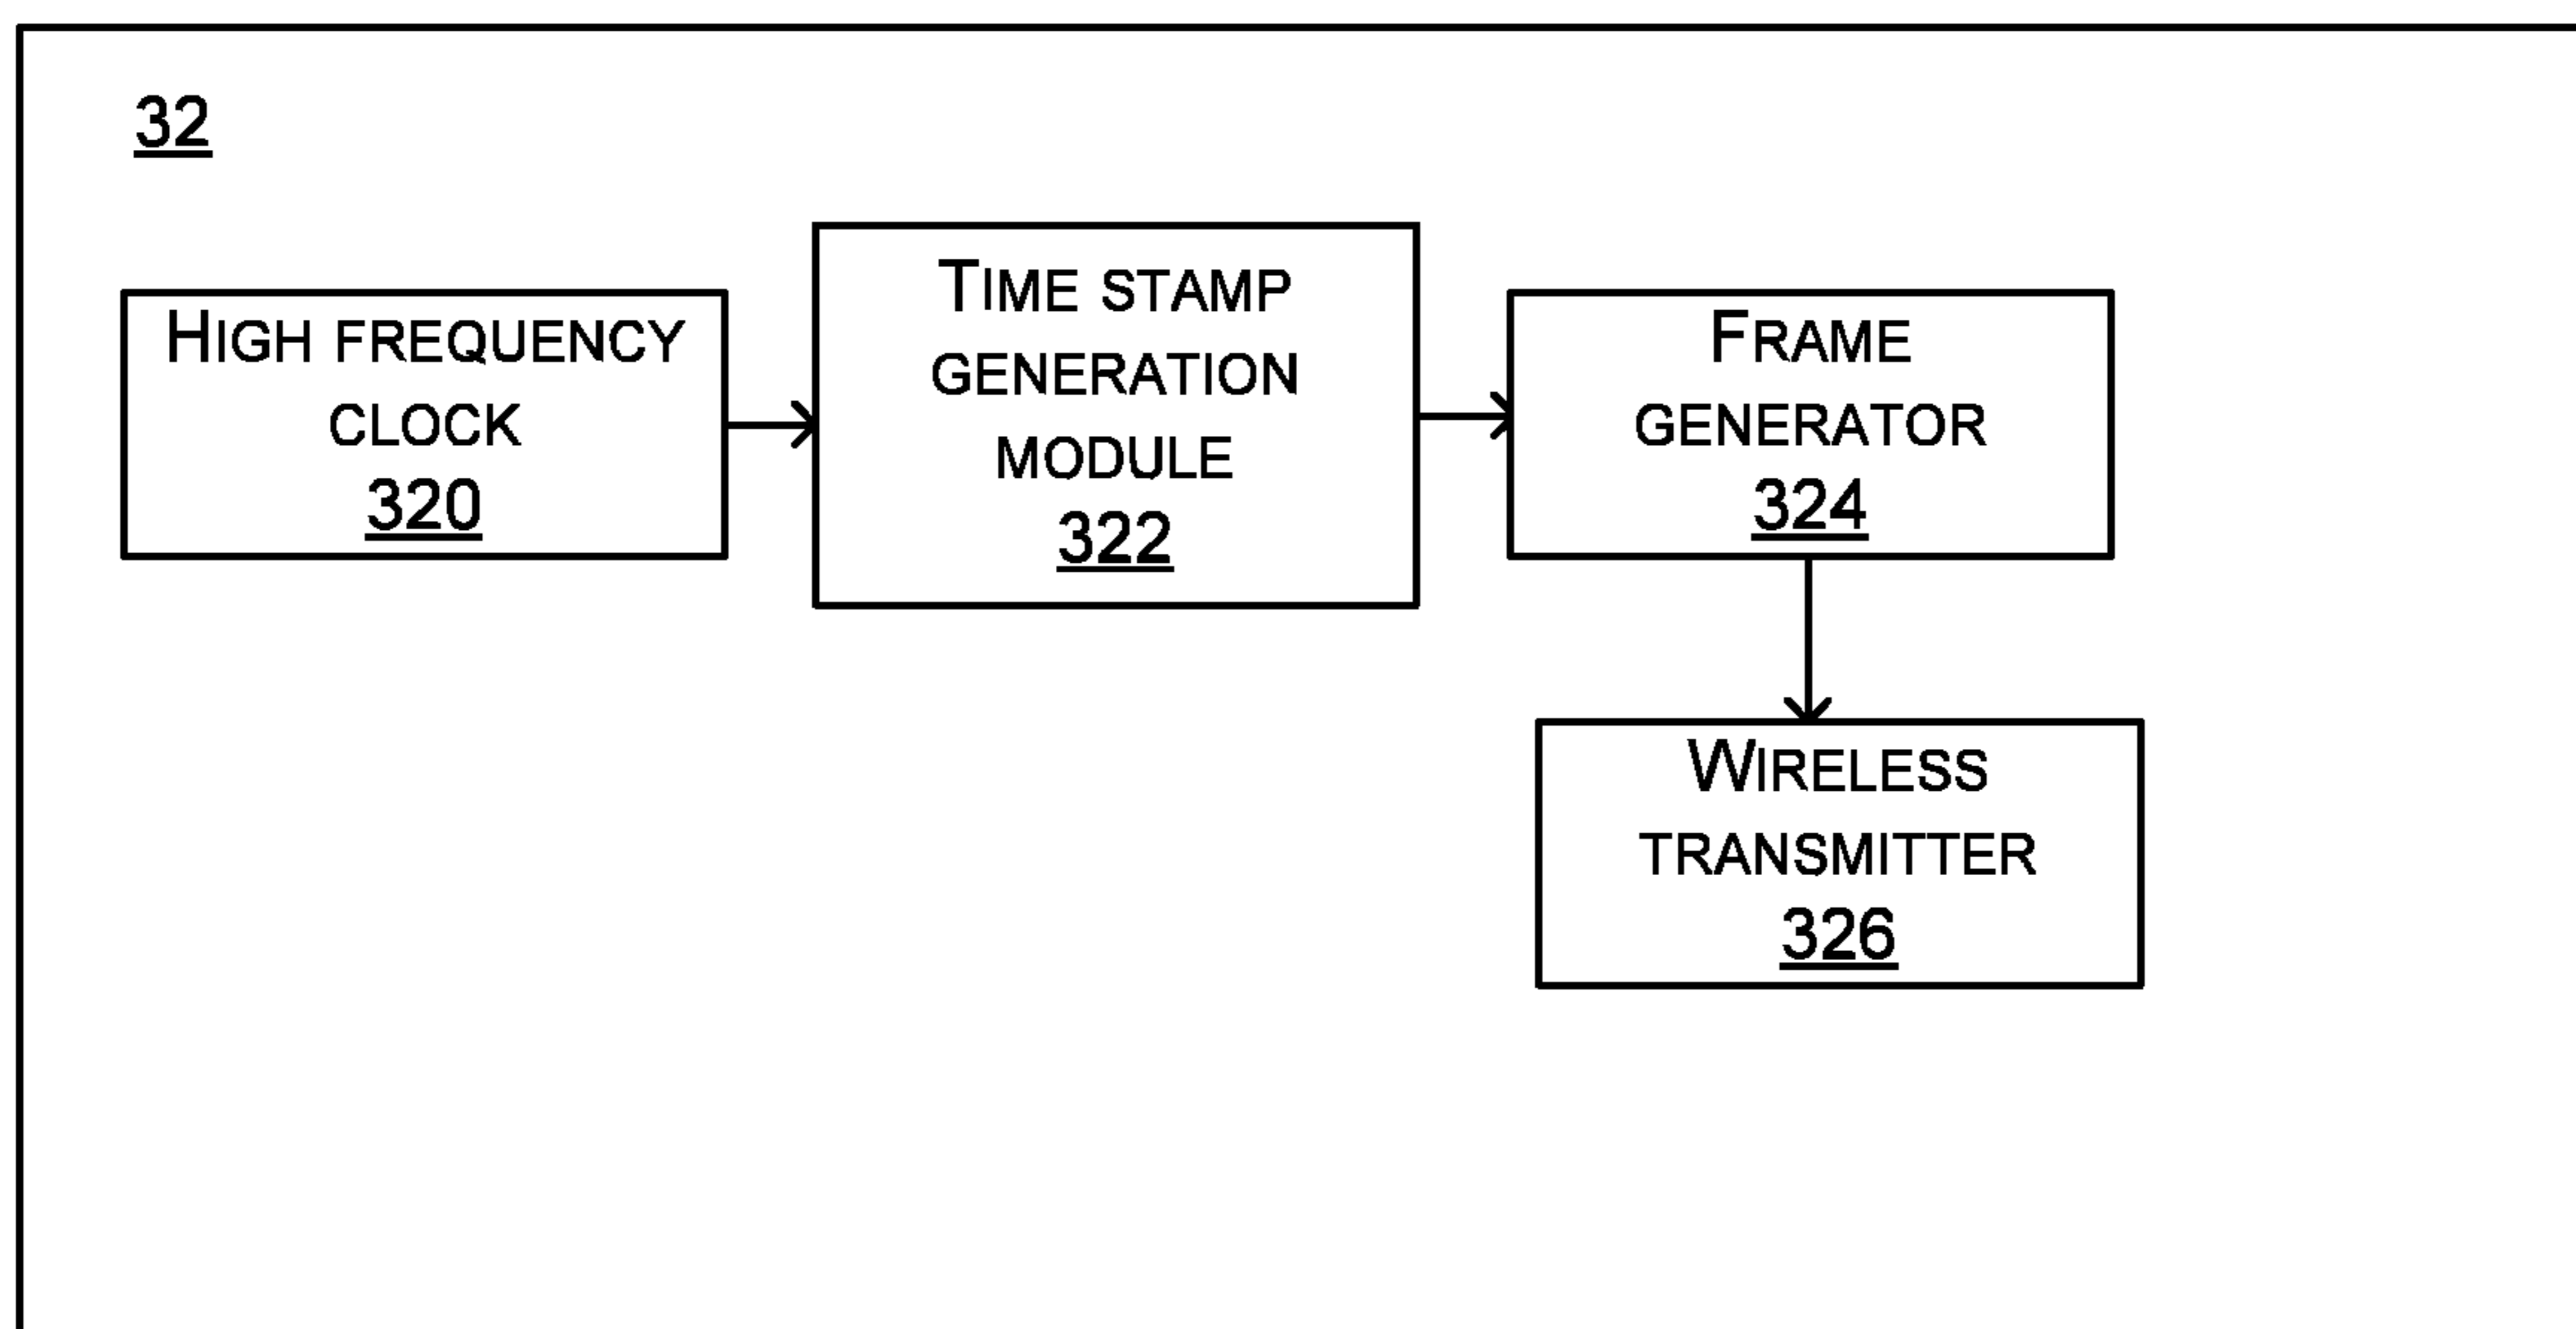 32
HIGH FREQUENCY
CLOCK
320
TIME STAMP
GENERATION
MODULE
322
FRAME
GENERATOR
324
WIRELESS
TRANSMITTER
326